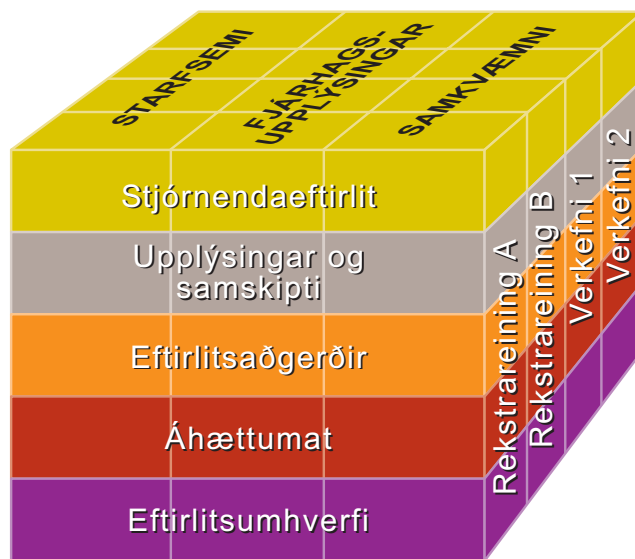 STARFSEMI
FJÁRHAGS-
UPPLÝSINGAR
SAMKVÆMNI
Stjórnendaeftirlit
Upplýsingar og
samskipti
Eftirlitsaðgerðir
Áhættumat
Eftirlitsumhverfi
Rekstrareining A
Rekstrareining B
Verkefni 1
Verkefni 2